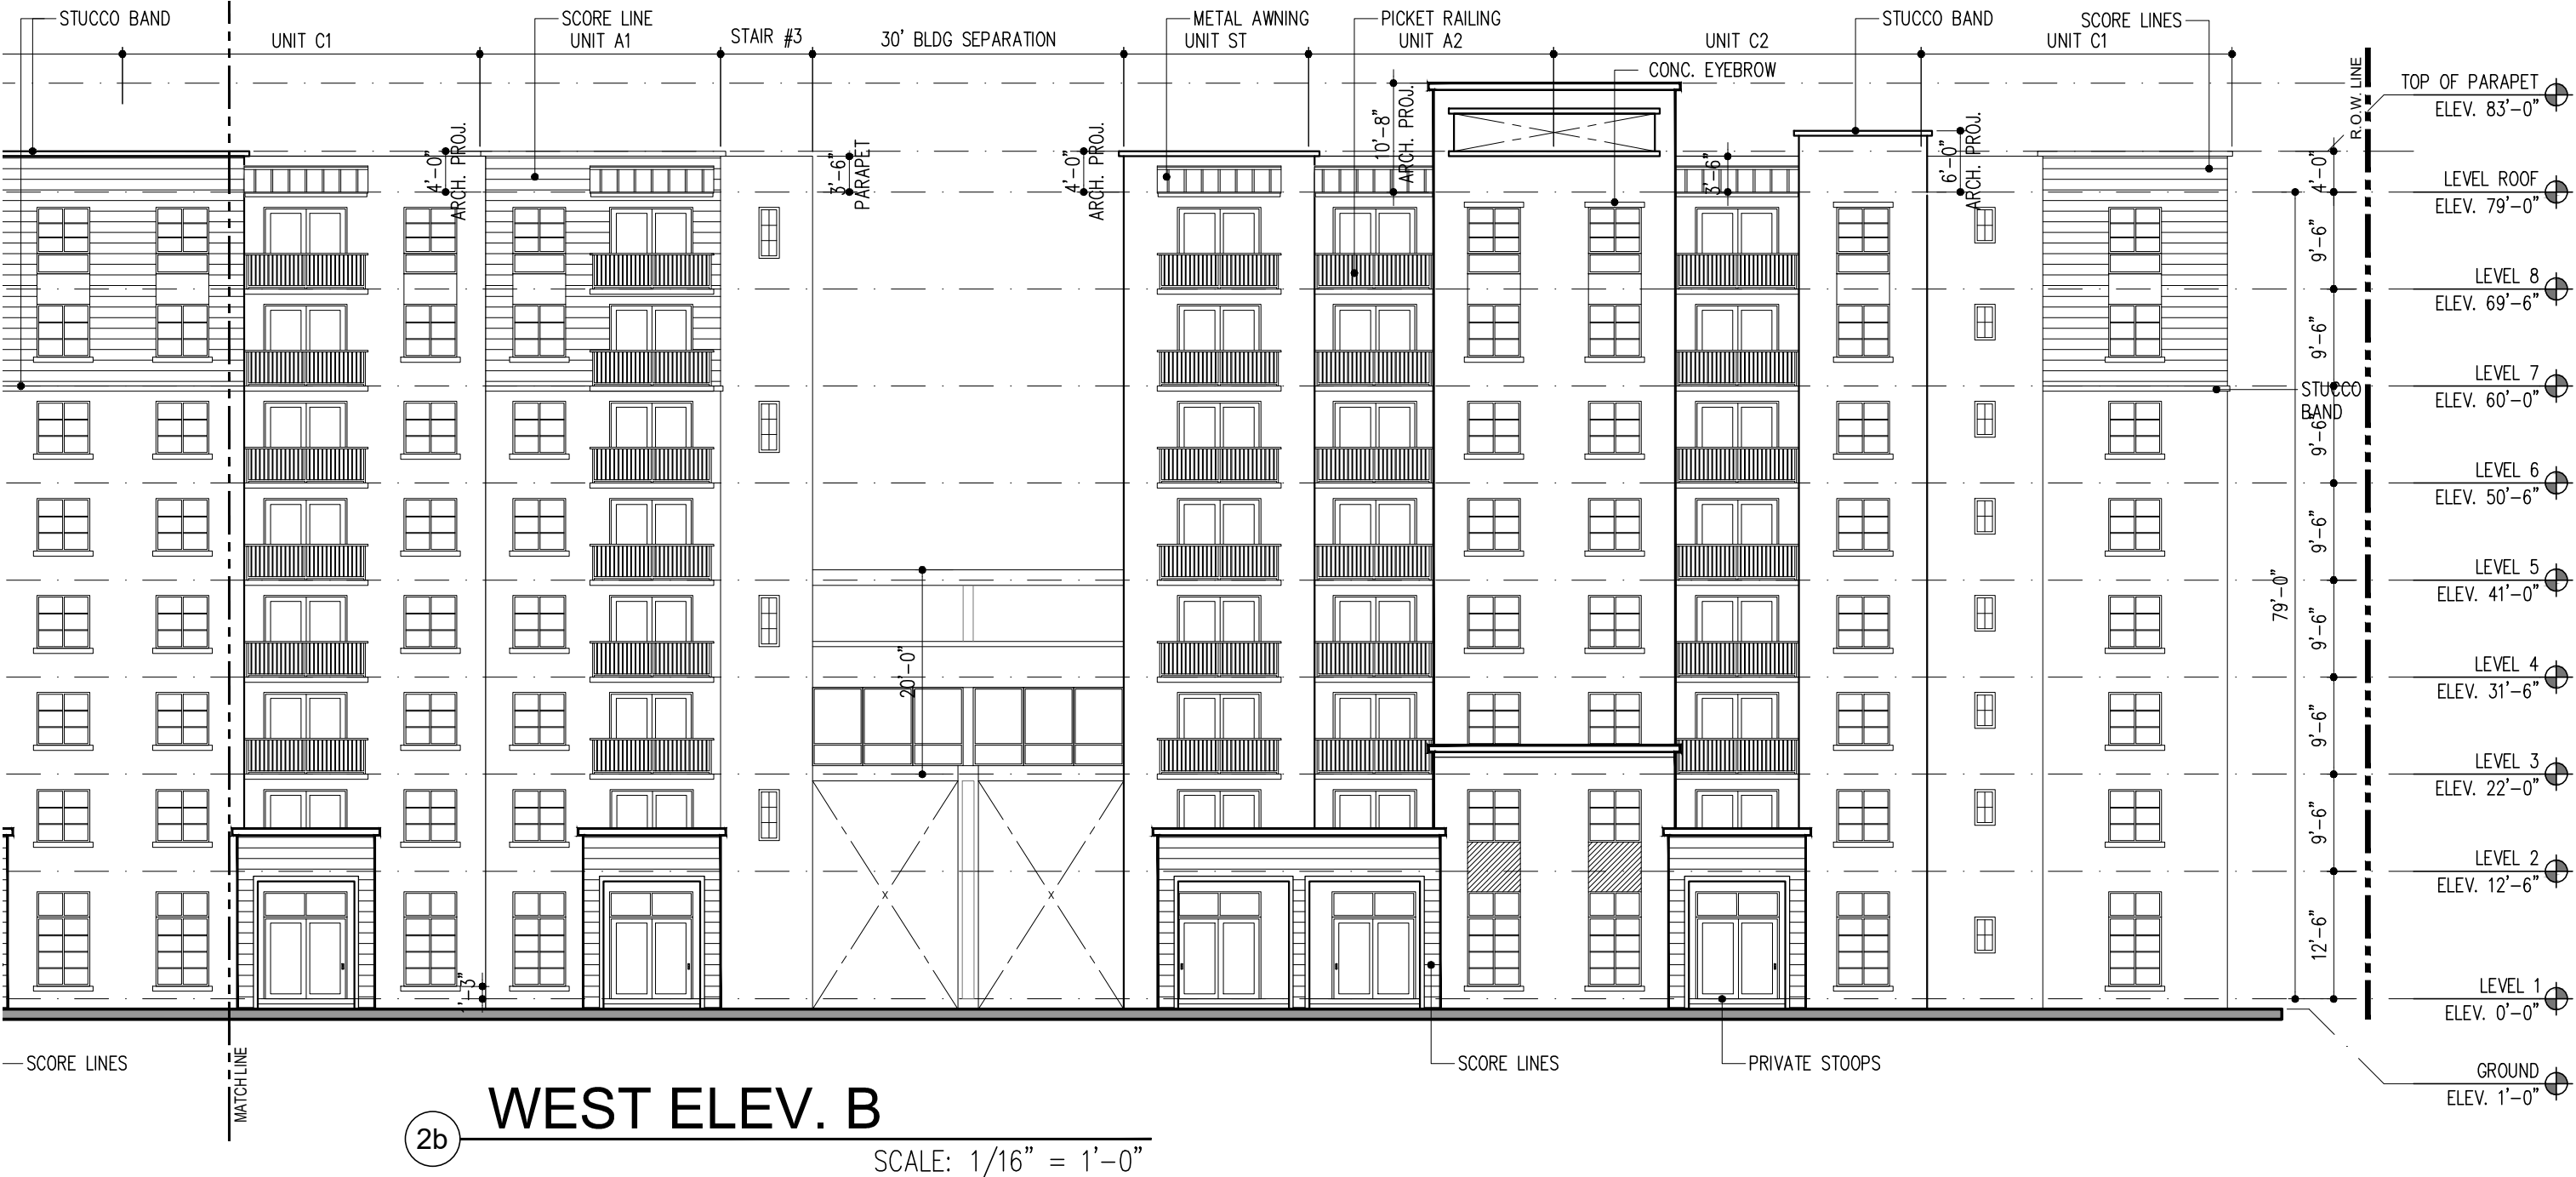 STUCCO BAND
SCORE LINE
METAL AWNING
PICKET RAILING
STUCCO BAND
SCORE LINES
UNIT C1
UNIT A1
STAIR #3
30' BLDG SEPARATION
UNIT ST
UNIT A2
UNIT C2
UNIT C1
CONC. EYEBROW
R.O.W. LINE
TOP OF PARAPET
ELEV. 83'-0"
4'-0"
ARCH. PROJ.
3'-6"
PARAPET
4'-0"
ARCH. PROJ.
10'-8"
ARCH. PROJ.
3'-6"
6'-0"
ARCH. PROJ.
4'-0"
LEVEL ROOF
ELEV. 79'-0"
9'-6"
LEVEL 8
ELEV. 69'-6"
9'-6"
LEVEL 7
ELEV. 60'-0"
STUCCO
BAND
9'-6"
LEVEL 6
ELEV. 50'-6"
9'-6"
LEVEL 5
ELEV. 41'-0"
79'-0"
9'-6"
20'-0"
LEVEL 4
ELEV. 31'-6"
9'-6"
LEVEL 3
ELEV. 22'-0"
9'-6"
LEVEL 2
ELEV. 12'-6"
X
X
12'-6"
LEVEL 1
ELEV. 0'-0"
SCORE LINES
MATCHLINE
SCORE LINES
PRIVATE STOOPS
GROUND
ELEV. 1'-0"
2b
WEST ELEV. B
SCALE: 1/16" = 1'-0"